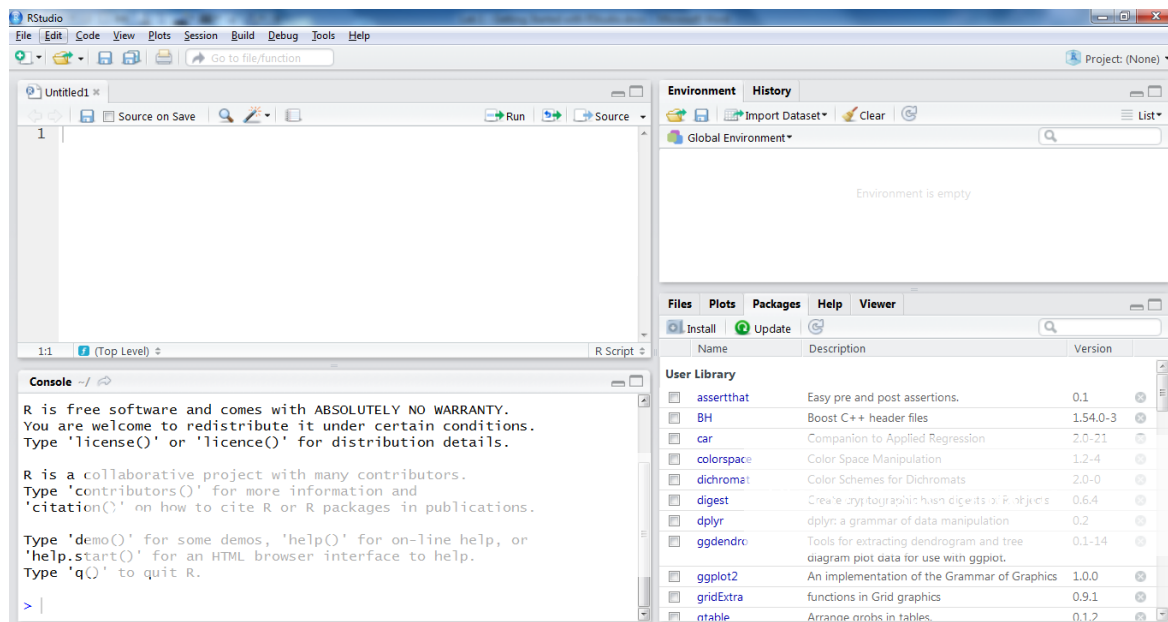 RStudio
File Edit Code View Plots Session Build Debug Tools Help
Go to file/function
Project: (None)
Untitled1
Source on Save
Run
Source
1
1:1
(Top Level)
R Script
Console ~/
R is free software and comes with ABSOLUTELY NO WARRANTY.
You are welcome to redistribute it under certain conditions.
Type 'license()' or 'licence()' for distribution details.
R is a collaborative project with many contributors.
Type 'contributors()' for more information and
'citation()' on how to cite R or R packages in publications.
Type 'demo()' for some demos, 'help()' for on-line help, or
'help.start()' for an HTML browser interface to help.
Type 'q()' to quit R.
>
Environment History
Import Dataset Clear
List
Global Environment
Environment is empty
Files Plots Packages Help Viewer
Install Update
Name Description Version
User Library
assertthat Easy pre and post assertions. 0.1
BH Boost C++ header files 1.54.0-3
car Companion to Applied Regression 2.0-21
colorspace Color Space Manipulation 1.2-4
dichromat Color Schemes for Dichromats 2.0-0
digest Create cryptographic hash digests of R objects 0.6.4
dplyr dplyr: a grammar of data manipulation 0.2
ggdendro Tools for extracting dendrogram and tree 0.1-14
diagram plot data for use with ggplot.
ggplot2 An implementation of the Grammar of Graphics 1.0.0
gridExtra functions in Grid graphics 0.9.1
gtable Arrange grobs in tables. 0.1.2